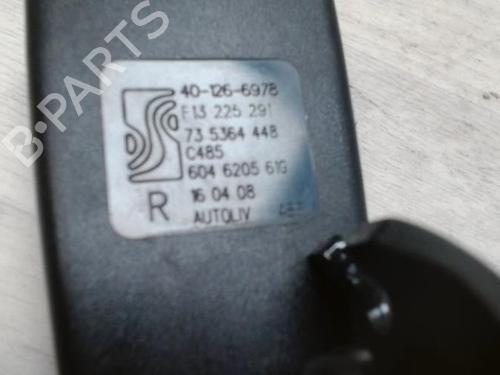 B-PARTS
40-126-6978
E13 225 291
73 5364 448
C485
604 6205 61G
R 16 04 08
AUTOLIV